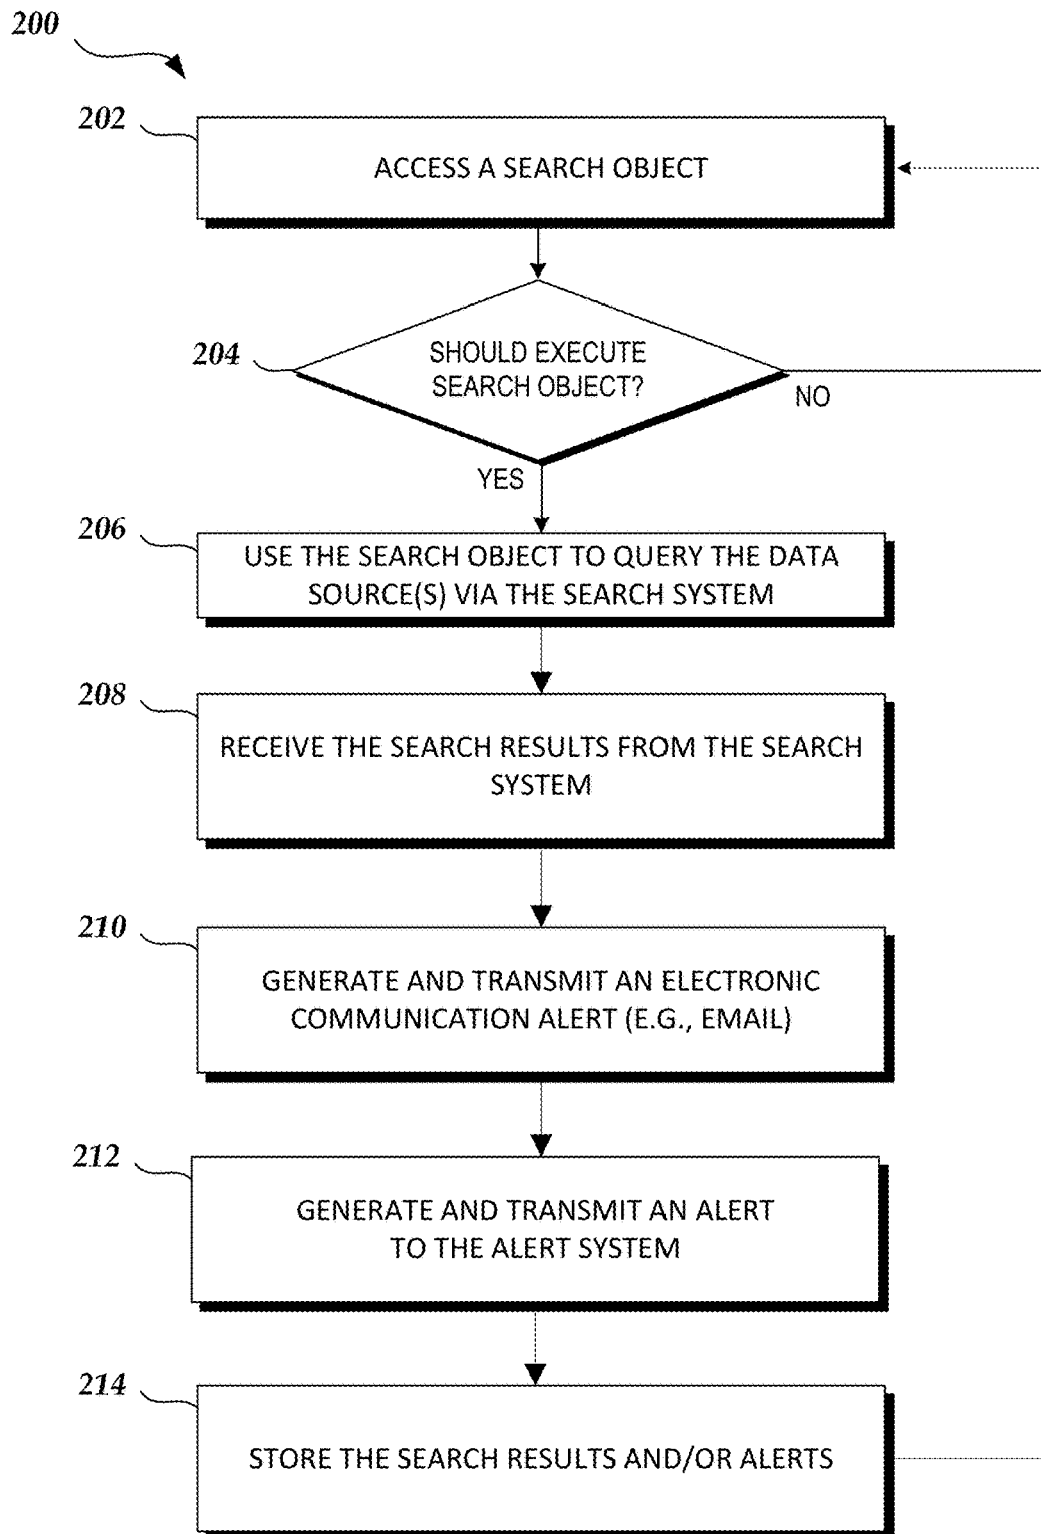 200
202
ACCESS A SEARCH OBJECT
204
SHOULD EXECUTE
SEARCH OBJECT?
NO
YES
206
USE THE SEARCH OBJECT TO QUERY THE DATA
SOURCE(S) VIA THE SEARCH SYSTEM
208
RECEIVE THE SEARCH RESULTS FROM THE SEARCH
SYSTEM
210
GENERATE AND TRANSMIT AN ELECTRONIC
COMMUNICATION ALERT (E.G., EMAIL)
212
GENERATE AND TRANSMIT AN ALERT
TO THE ALERT SYSTEM
214
STORE THE SEARCH RESULTS AND/OR ALERTS